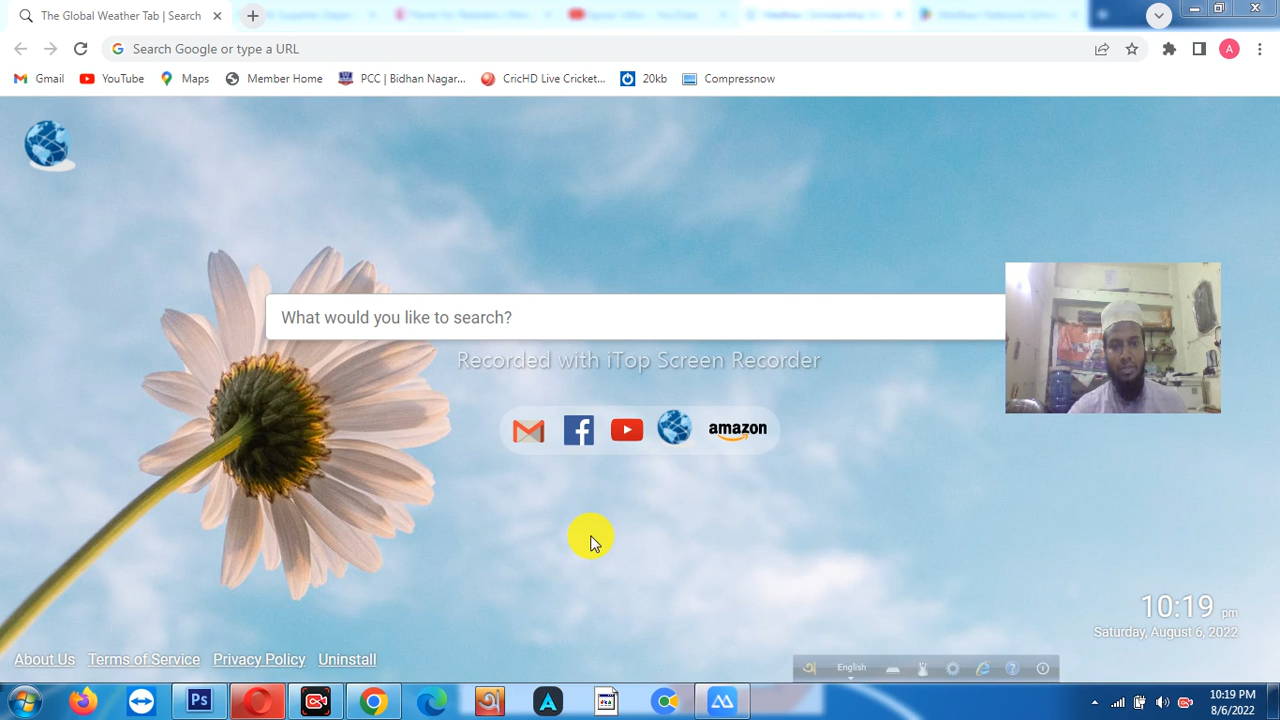 The Global Weather Tab | Search
Search Google or type a URL
A
Gmail YouTube Maps Member Home PCC | Bidhan Nagar... CricHD Live Cricket... 20kb Compressnow
What would you like to search?
Recorded with iTop Screen Recorder
amazon
10:19 pm
Saturday, August 6, 2022
About Us Terms of Service Privacy Policy Uninstall
অ English
Ps অ A
10:19 PM
8/6/2022